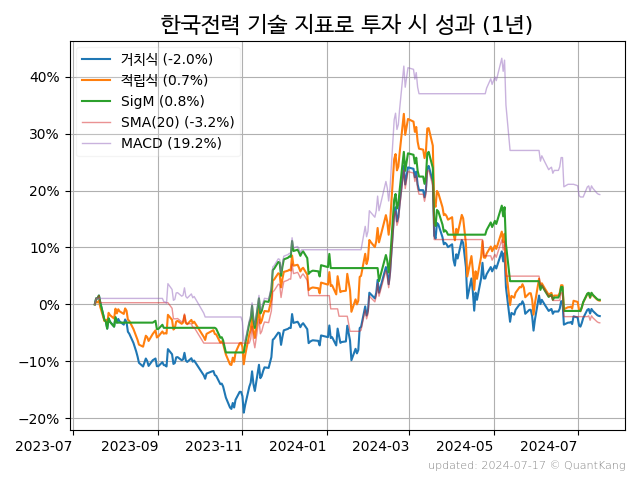 한국전력 기술 지표로 투자 시 성과 (1년)
거치식 (-2.0%)
적립식 (0.7%)
SigM (0.8%)
SMA(20) (-3.2%)
MACD (19.2%)
40%
30%
20%
10%
0%
−10%
−20%
2023-07 2023-09 2023-11 2024-01 2024-03 2024-05 2024-07
updated: 2024-07-17 © QuantKang